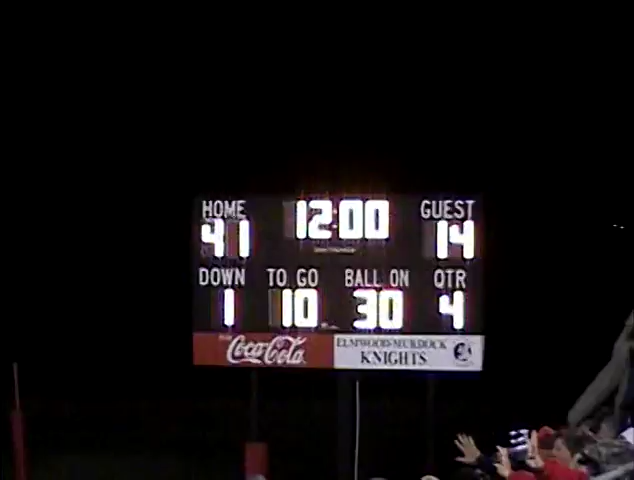 HOME 12:00 GUEST
41 14
DOWN TO GO BALL ON QTR
1 10 30 4
Coca-Cola ELMWOOD-MURDOCK
KNIGHTS